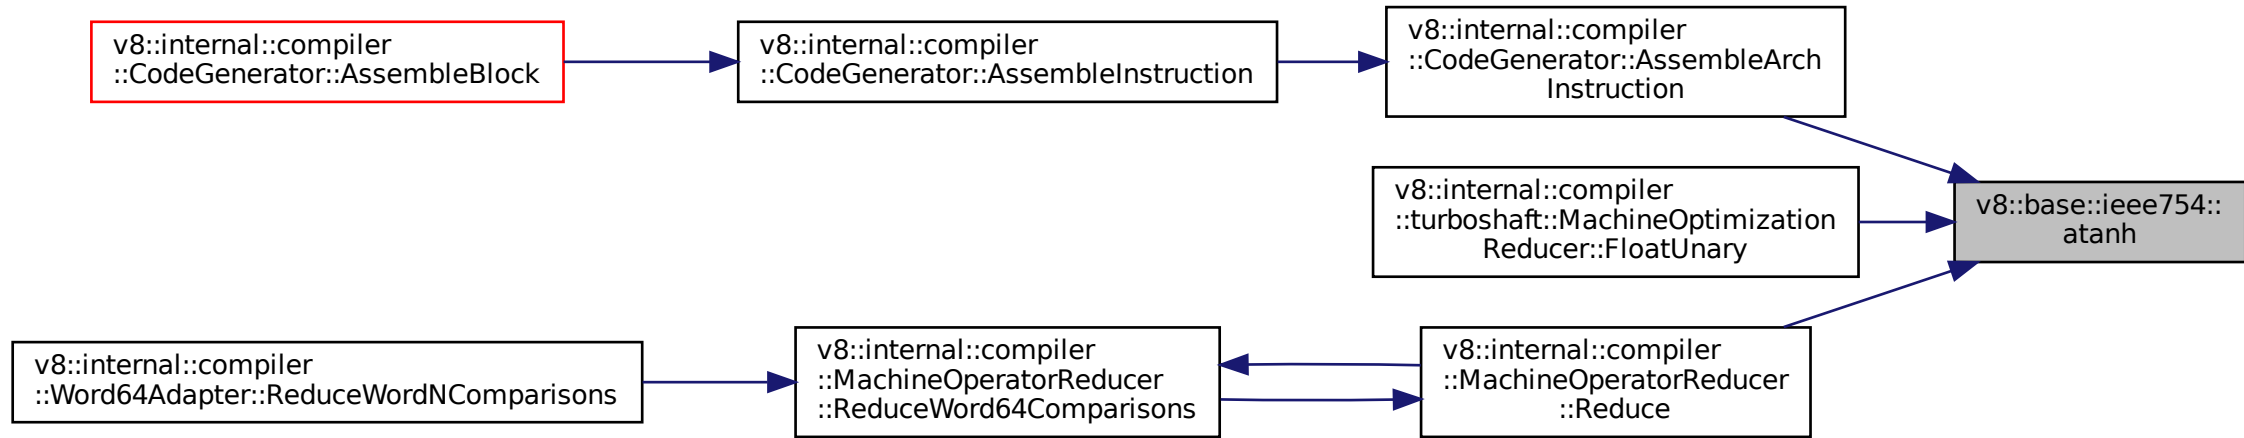 v8::internal::compiler
::CodeGenerator::AssembleBlock
v8::internal::compiler
::CodeGenerator::AssembleInstruction
v8::internal::compiler
::CodeGenerator::AssembleArch
Instruction
v8::internal::compiler
::turboshaft::MachineOptimization
Reducer::FloatUnary
v8::base::ieee754::
atanh
v8::internal::compiler
::Word64Adapter::ReduceWordNComparisons
v8::internal::compiler
::MachineOperatorReducer
::ReduceWord64Comparisons
v8::internal::compiler
::MachineOperatorReducer
::Reduce